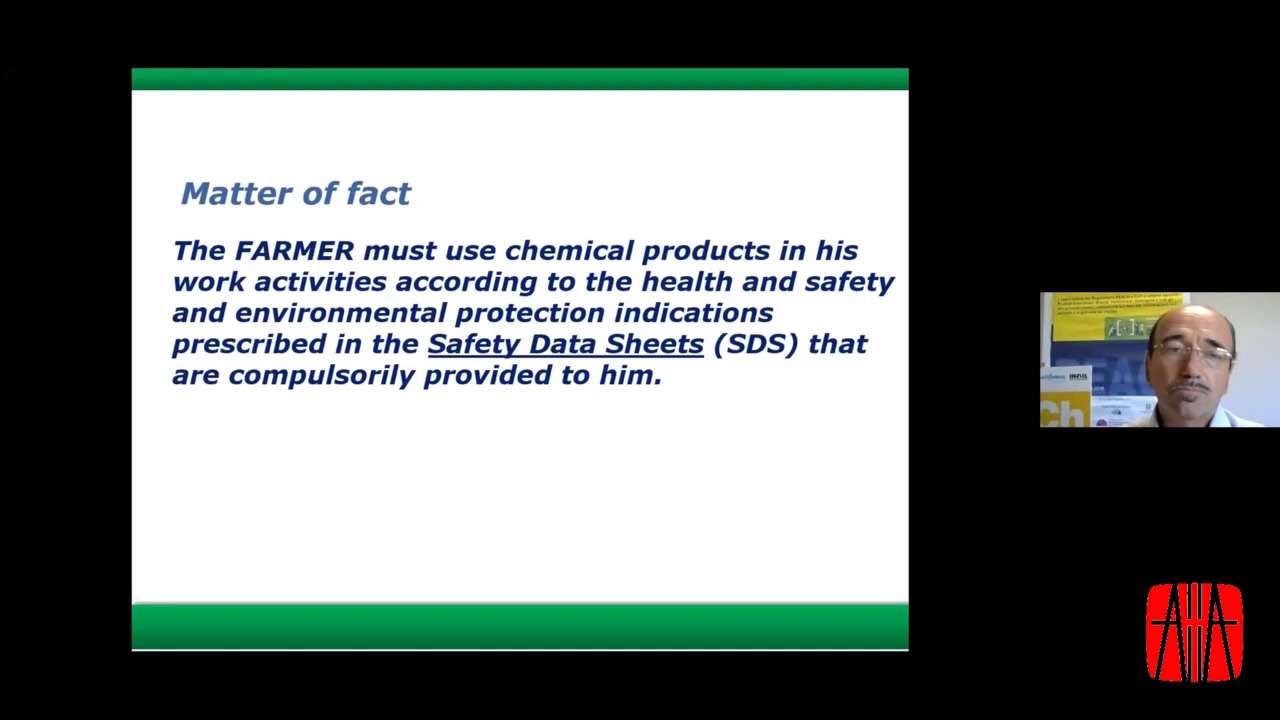 Matter of fact
The FARMER must use chemical products in his
work activities according to the health and safety
and environmental protection indications
prescribed in the Safety Data Sheets (SDS) that
are compulsorily provided to him.
Ch